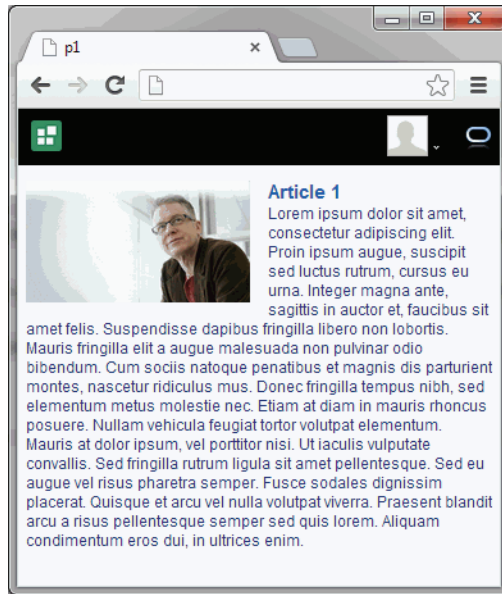 p1
Article 1
Lorem ipsum dolor sit amet,
consectetur adipiscing elit.
Proin ipsum augue, suscipit
sed luctus rutrum, cursus eu
urna. Integer magna ante,
sagittis in auctor et, faucibus sit
amet felis. Suspendisse dapibus fringilla libero non lobortis.
Mauris fringilla elit a augue malesuada non pulvinar odio
bibendum. Cum sociis natoque penatibus et magnis dis parturient
montes, nascetur ridiculus mus. Donec fringilla tempus nibh, sed
elementum metus molestie nec. Etiam at diam in mauris rhoncus
posuere. Nullam vehicula feugiat tortor volutpat elementum.
Mauris at dolor ipsum, vel porttitor nisi. Ut iaculis vulputate
convallis. Sed fringilla rutrum ligula sit amet pellentesque. Sed eu
augue vel risus pharetra semper. Fusce sodales dignissim
placerat. Quisque et arcu vel nulla volutpat viverra. Praesent blandit
arcu a risus pellentesque semper sed quis lorem. Aliquam
condimentum eros dui, in ultrices enim.